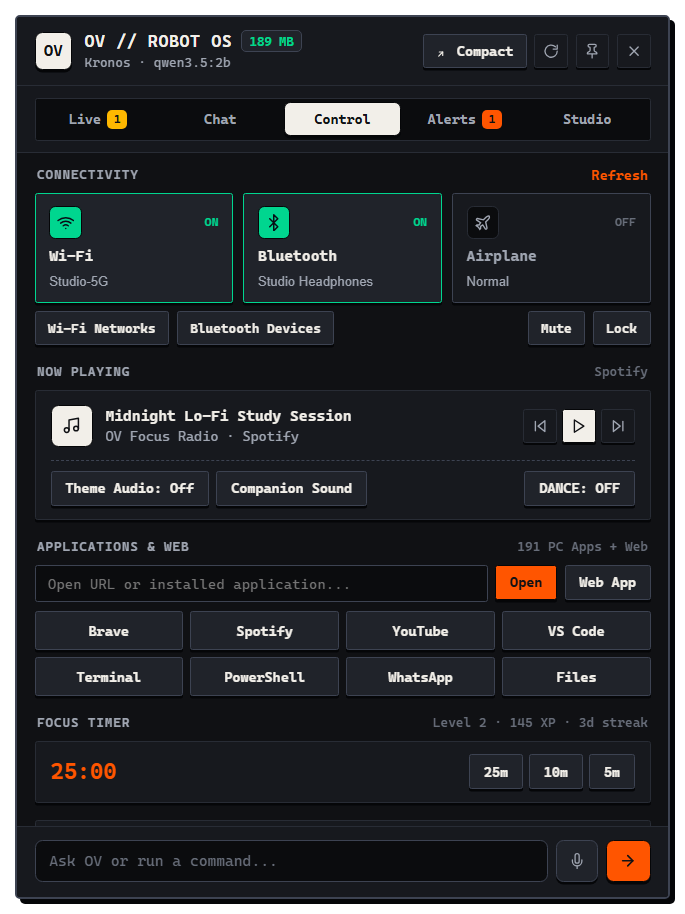 OV OV // ROBOT OS 189 MB
Kronos · qwen3.5:2b
Compact
Live 1 Chat Control Alerts 1 Studio
CONNECTIVITY Refresh
ON ON OFF
Wi-Fi Bluetooth Airplane
Studio-5G Studio Headphones Normal
Wi-Fi Networks Bluetooth Devices Mute Lock
NOW PLAYING Spotify
Midnight Lo-Fi Study Session
OV Focus Radio · Spotify
Theme Audio: Off Companion Sound DANCE: OFF
APPLICATIONS & WEB 191 PC Apps + Web
Open URL or installed application... Open Web App
Brave Spotify YouTube VS Code
Terminal PowerShell WhatsApp Files
FOCUS TIMER Level 2 · 145 XP · 3d streak
25:00 25m 10m 5m
Ask OV or run a command...